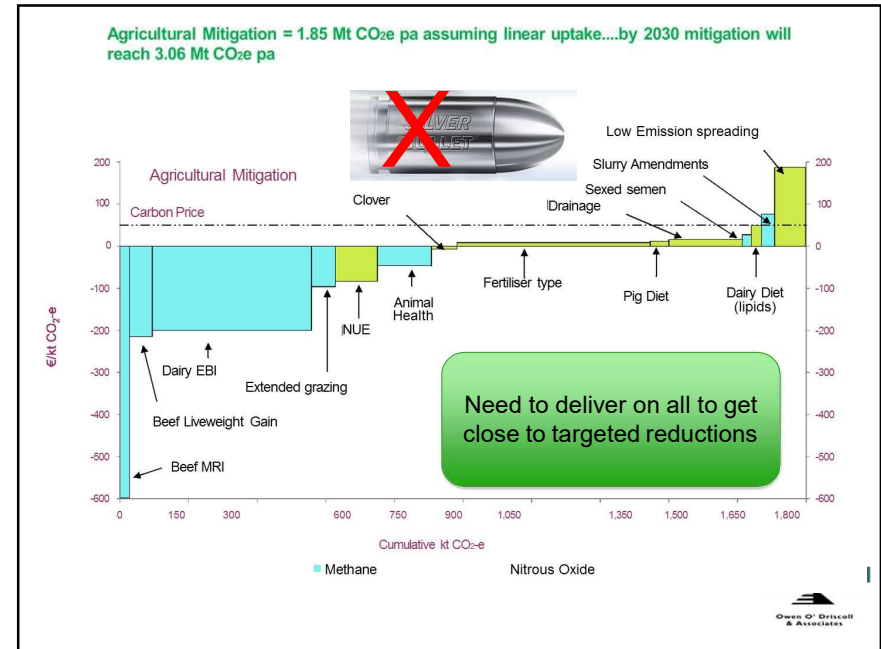 Agricultural Mitigation = 1.85 Mt CO2e pa assuming linear uptake....by 2030 mitigation will
reach 3.06 Mt CO2e pa
SILVER
BULLET
Low Emission spreading
Slurry Amendments
Sexed semen
Drainage
Clover
Agricultural Mitigation
Carbon Price
200
100
0
-100
-200
-300
-400
-500
-600
200
100
0
-100
-200
-300
-400
-500
-600
€/kt CO2-e
Fertiliser type
Pig Diet
Dairy Diet
(lipids)
Animal
Health
NUE
Extended grazing
Dairy EBI
Beef Liveweight Gain
Beef MRI
Need to deliver on all to get
close to targeted reductions
0 150 300 600 750 900 1,050 1,350 1,500 1,650 1,800
Cumulative kt CO2-e
Methane Nitrous Oxide
Owen O' Driscoll
& Associates